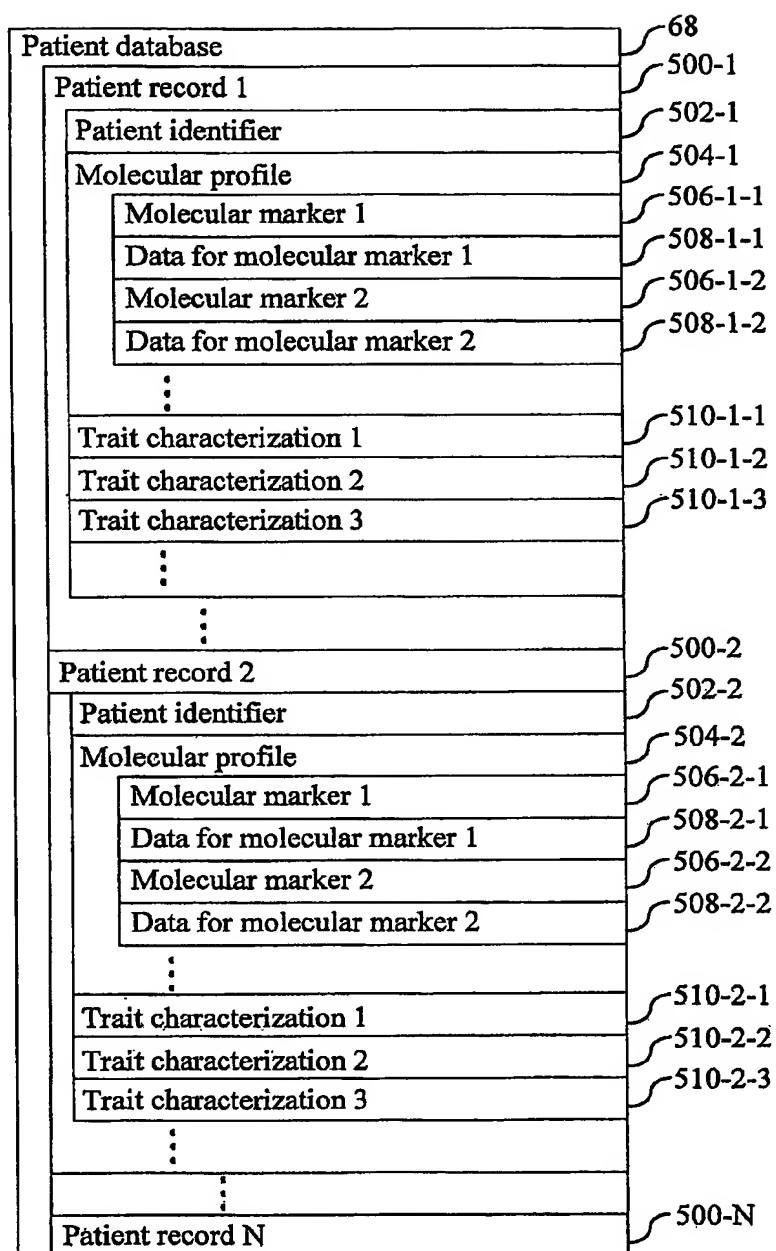 Patient database 68
Patient record 1 500-1
Patient identifier 502-1
Molecular profile 504-1
Molecular marker 1 506-1-1
Data for molecular marker 1 508-1-1
Molecular marker 2 506-1-2
Data for molecular marker 2 508-1-2
Trait characterization 1 510-1-1
Trait characterization 2 510-1-2
Trait characterization 3 510-1-3
Patient record 2 500-2
Patient identifier 502-2
Molecular profile 504-2
Molecular marker 1 506-2-1
Data for molecular marker 1 508-2-1
Molecular marker 2 506-2-2
Data for molecular marker 2 508-2-2
Trait characterization 1 510-2-1
Trait characterization 2 510-2-2
Trait characterization 3 510-2-3
Patient record N 500-N